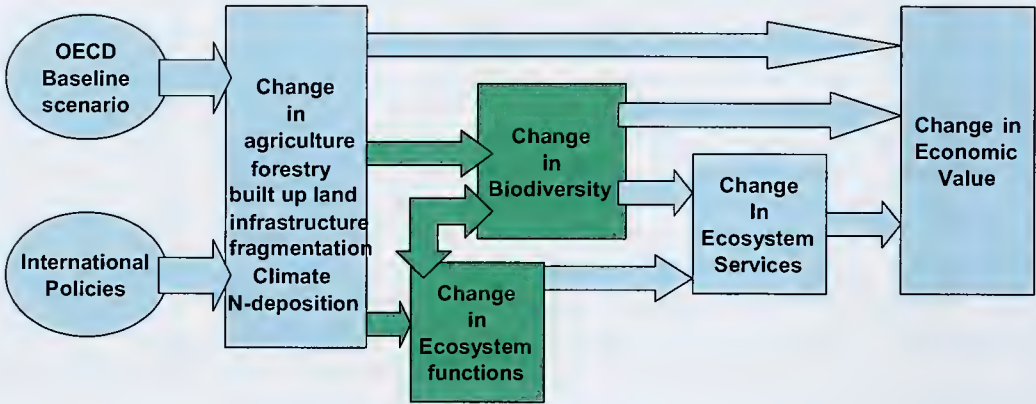 OECD
Baseline
scenario
International
Policies
Change
in
agriculture
forestry
built up land
infrastructure
fragmentation
Climate
N-deposition
Change
in
Biodiversity
Change
in
Ecosystem
functions
Change
In
Ecosystem
Services
Change in
Economic
Value